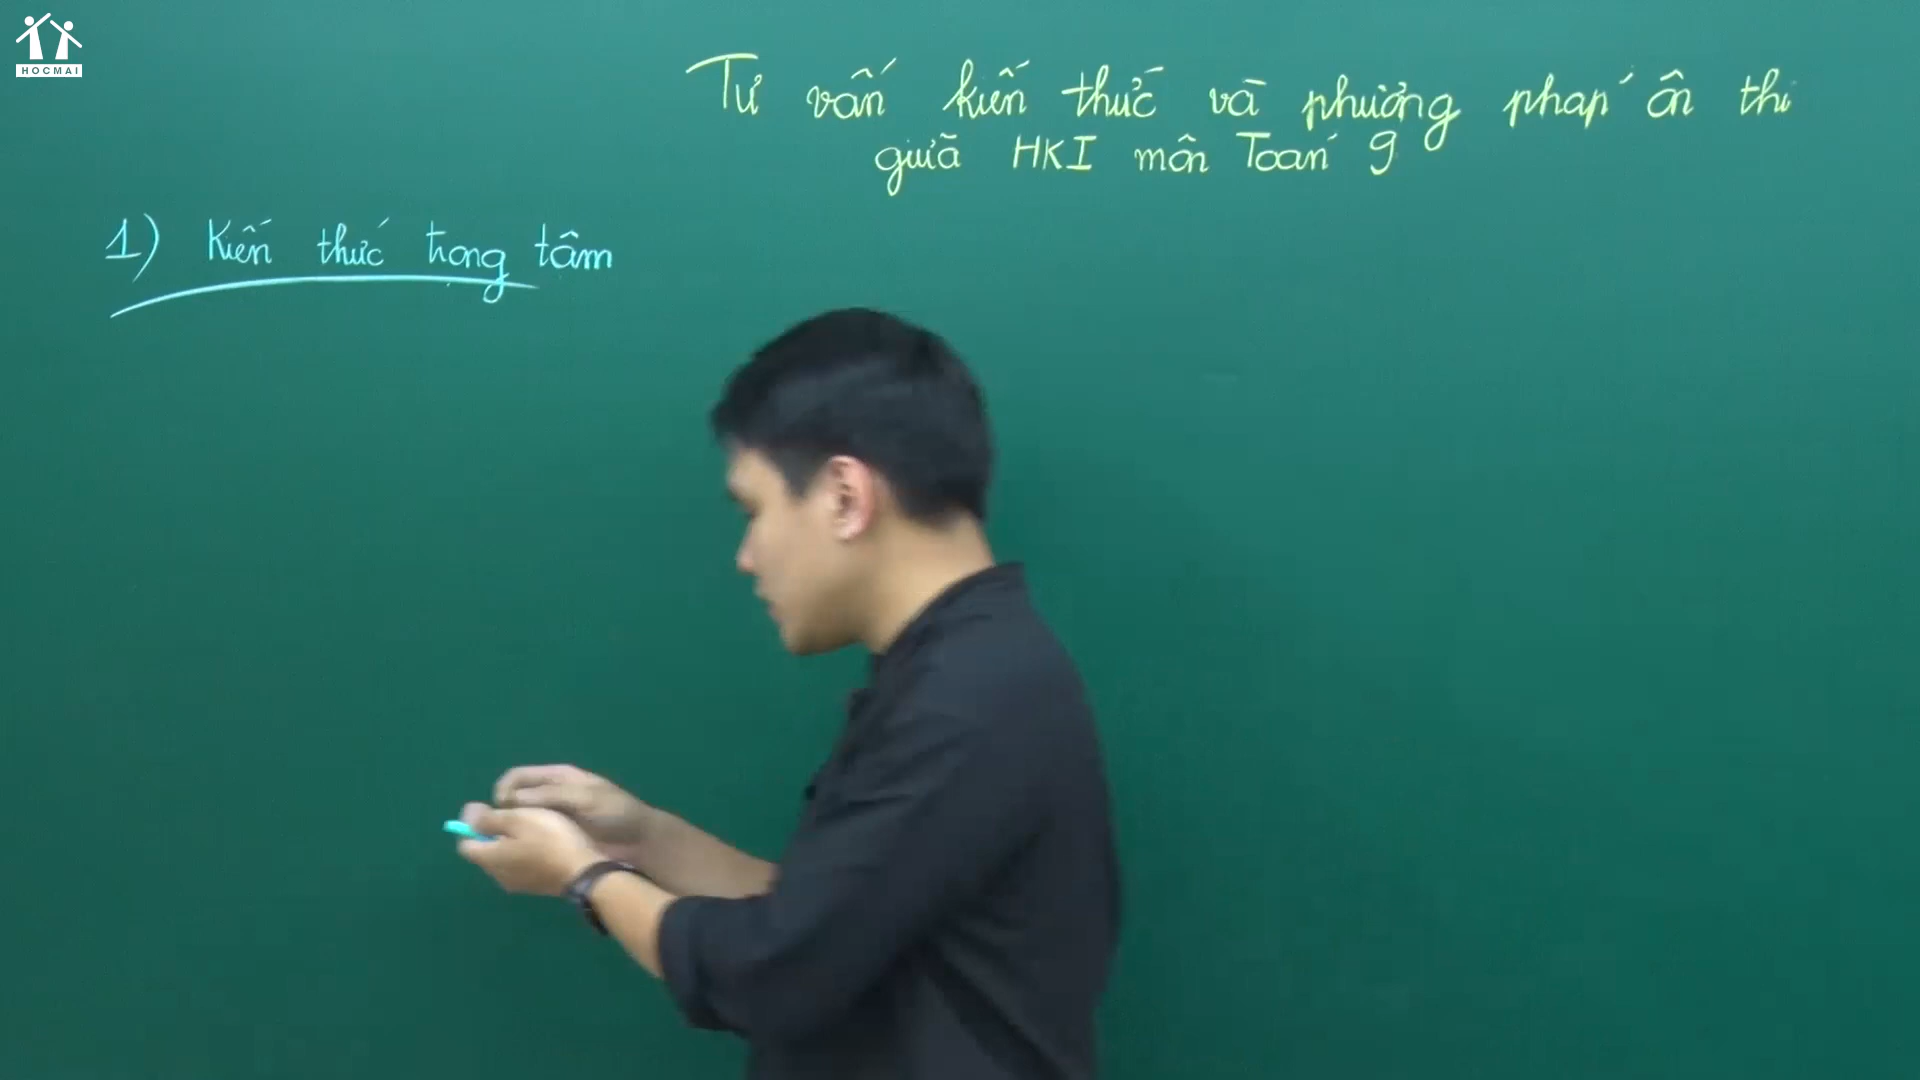 HOCMAI
Tư vấn kiến thức và phương pháp ôn thi
giữa HKI môn Toán 9
1) Kiến thức trọng tâm